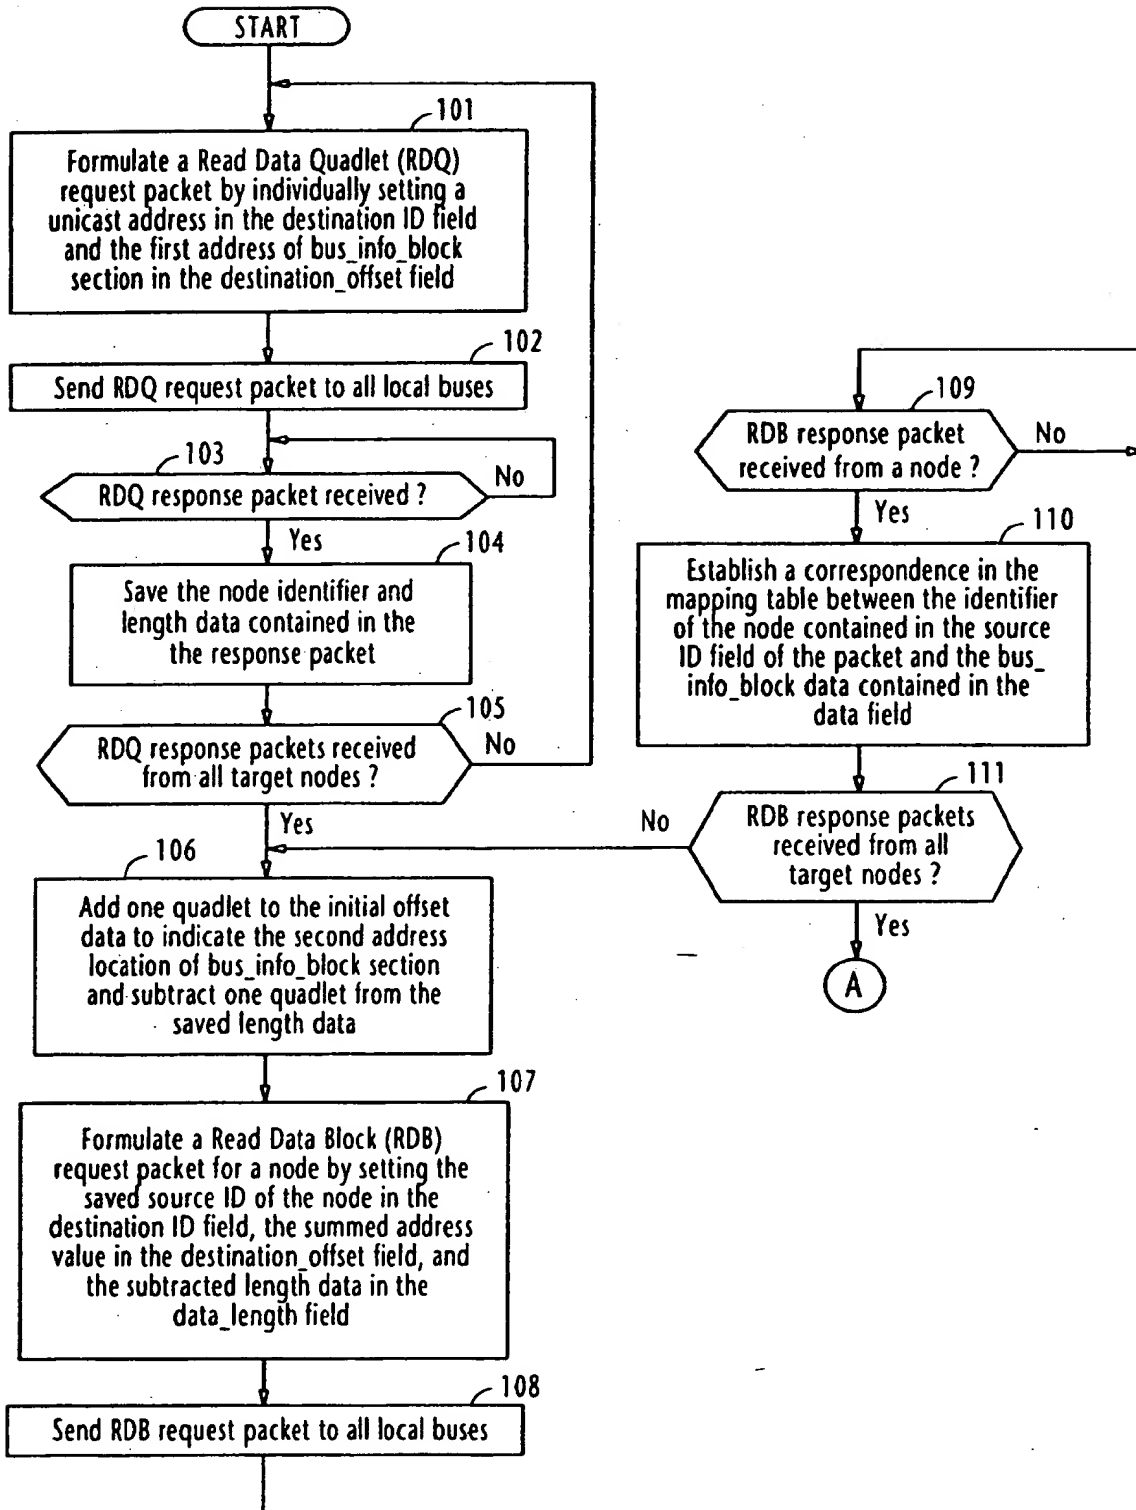 START
101
Formulate a Read Data Quadlet (RDQ)
request packet by individually setting a
unicast address in the destination ID field
and the first address of bus_info_block
section in the destination_offset field
102
Send RDQ request packet to all local buses
103
RDQ response packet received ?
No
Yes
104
Save the node identifier and
length data contained in the
the response packet
105
RDQ response packets received
from all target nodes ?
No
Yes
106
Add one quadlet to the initial offset
data to indicate the second address
location of bus_info_block section
and subtract one quadlet from the
saved length data
107
Formulate a Read Data Block (RDB)
request packet for a node by setting the
saved source ID of the node in the
destination ID field, the summed address
value in the destination_offset field, and
the subtracted length data in the
data_length field
108
Send RDB request packet to all local buses
109
RDB response packet
received from a node ?
No
Yes
110
Establish a correspondence in the
mapping table between the identifier
of the node contained in the source
ID field of the packet and the bus_
info_block data contained in the
data field
111
RDB response packets
received from all
target nodes ?
No
Yes
A